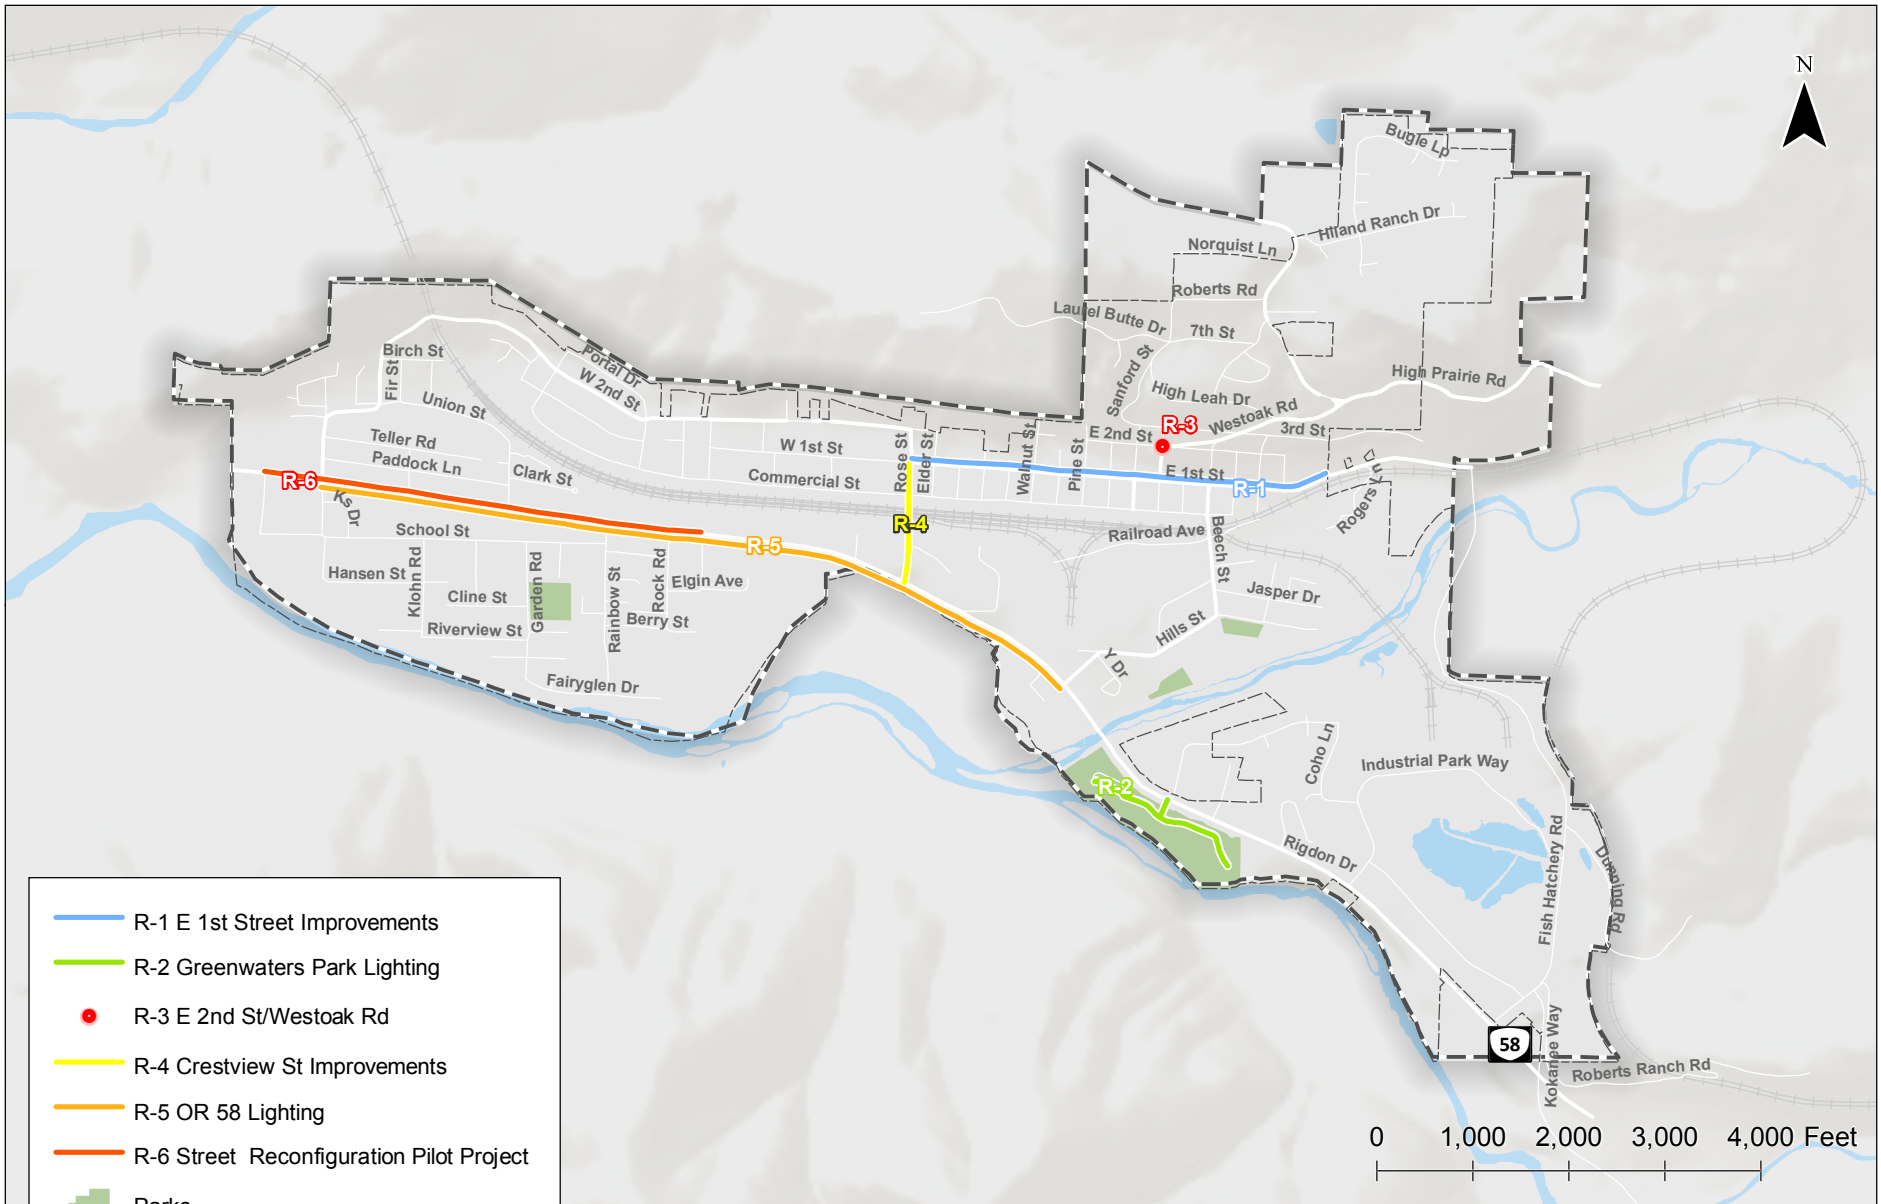 N
Bugle Lp
Hiland Ranch Dr
Norquist Ln
Roberts Rd
Laurel Butte Dr
7th St
Sanford St
High Prairie Rd
High Leah Dr
Westoak Rd
3rd St
R-3
E 2nd St
Birch St
Fir St
Portal Dr
W 2nd St
Union St
Teller Rd
Paddock Ln
Clark St
W 1st St
Commercial St
Rose St
Elder St
Walnut St
Pine St
E 1st St
R-1
Rogers Ln
R-6
Ks Dr
School St
R-5
R-4
Railroad Ave
Beech St
Hansen St
Klohn Rd
Cline St
Garden Rd
Rainbow St
Rock Rd
Elgin Ave
Berry St
Riverview St
Fairyglen Dr
Jasper Dr
Hills St
Y Dr
Coho Ln
Industrial Park Way
R-2
Rigdon Dr
Fish Hatchery Rd
Dunning Rd
58
Kokanee Way
Roberts Ranch Rd
R-1 E 1st Street Improvements
R-2 Greenwaters Park Lighting
R-3 E 2nd St/Westoak Rd
R-4 Crestview St Improvements
R-5 OR 58 Lighting
R-6 Street Reconfiguration Pilot Project
Parks
0 1,000 2,000 3,000 4,000 Feet